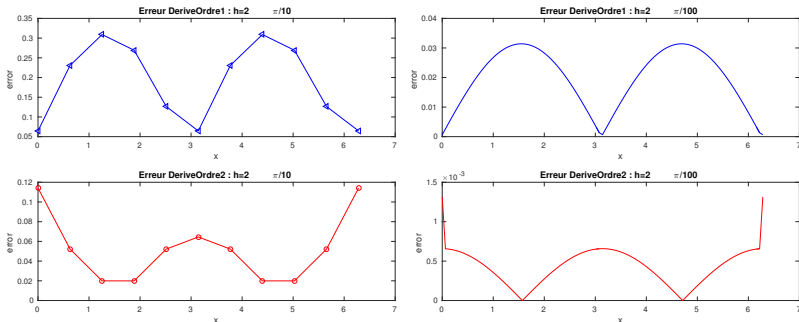 Erreur DeriveOrdre1 : h=2 π/10
0.35
0.3
0.25
0.2
0.15
0.1
0.05
error
0 1 2 3 4 5 6 7
x
Erreur DeriveOrdre1 : h=2 π/100
0.04
0.03
0.02
0.01
0
error
0 1 2 3 4 5 6 7
x
Erreur DeriveOrdre2 : h=2 π/10
0.12
0.1
0.08
0.06
0.04
0.02
0
error
0 1 2 3 4 5 6 7
x
Erreur DeriveOrdre2 : h=2 π/100
×10⁻³
1.5
1
0.5
0
error
0 1 2 3 4 5 6 7
x